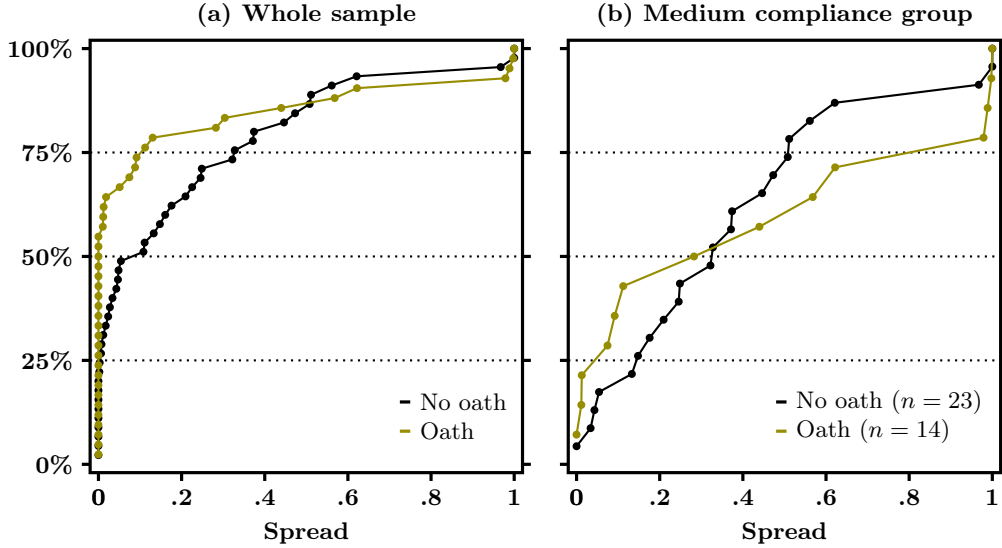 (a) Whole sample
(b) Medium compliance group
100%
75%
50%
25%
0%
No oath
Oath
No oath (n = 23)
Oath (n = 14)
0 .2 .4 .6 .8 1
0 .2 .4 .6 .8 1
Spread
Spread